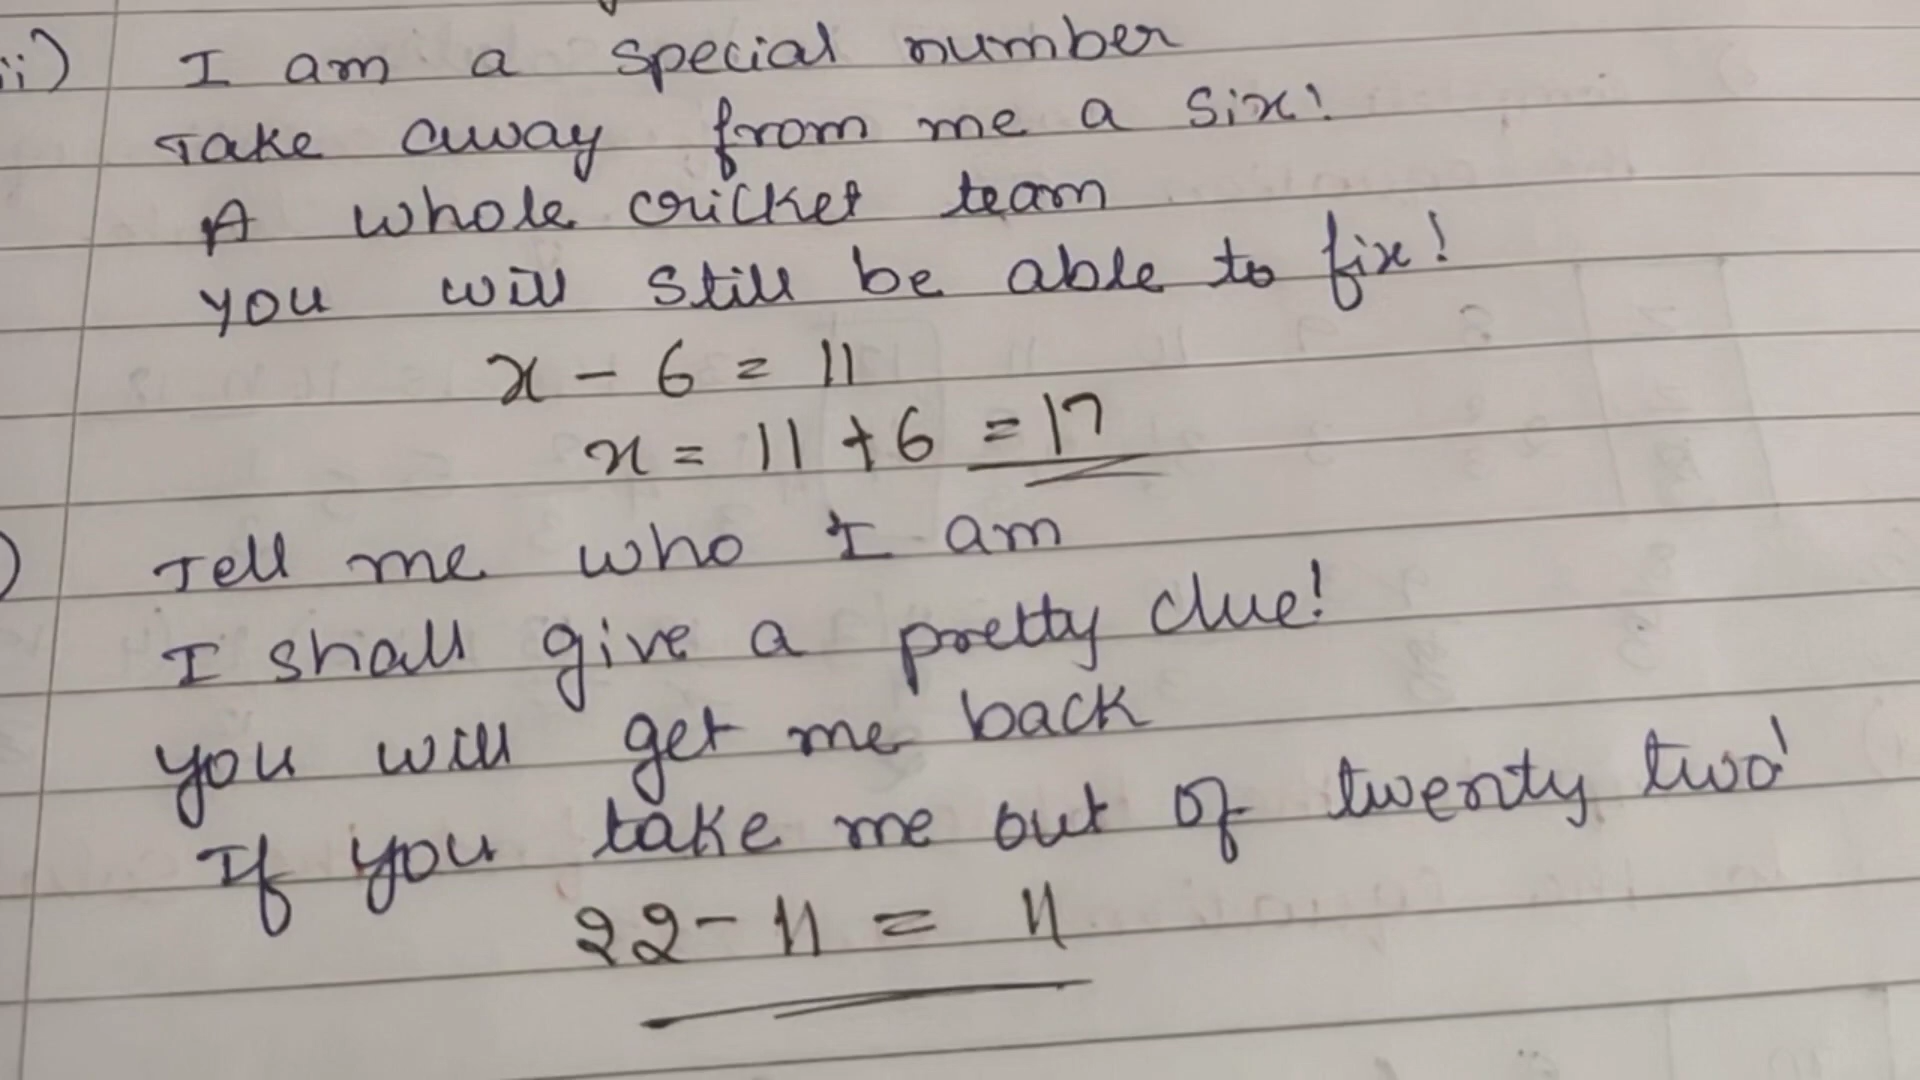 ii) I am a special number
Take away from me a six!
A whole cricket team
you will still be able to fix!
x - 6 = 11
x = 11 + 6 = 17
) Tell me who I am
I shall give a pretty clue!
you will get me back
If you take me out of twenty two!
22 - 11 = 11